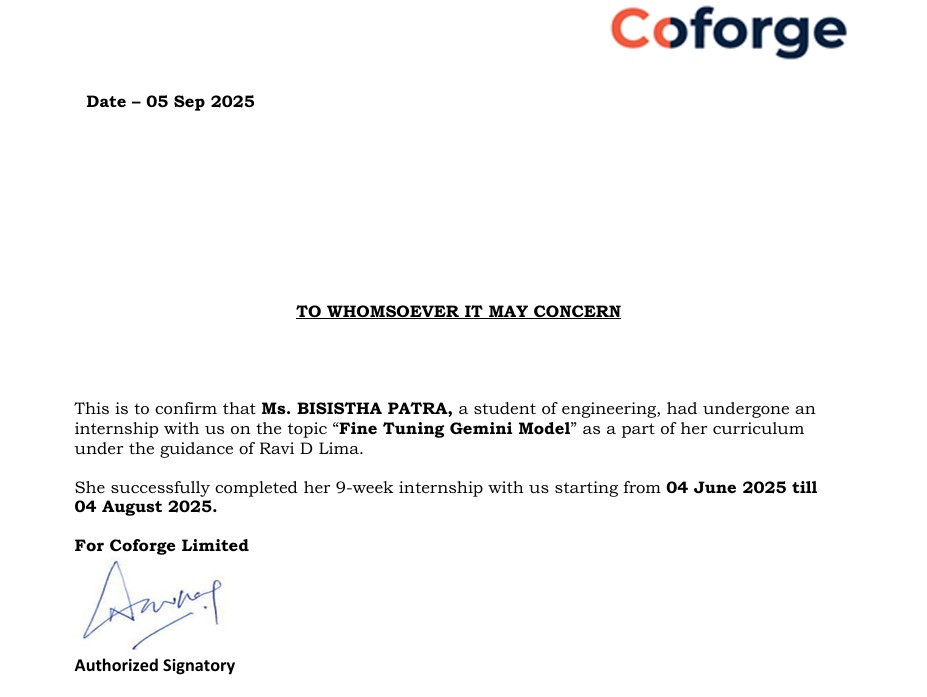 Coforge
Date – 05 Sep 2025
TO WHOMSOEVER IT MAY CONCERN
This is to confirm that Ms. BISISTHA PATRA, a student of engineering, had undergone an
internship with us on the topic “Fine Tuning Gemini Model” as a part of her curriculum
under the guidance of Ravi D Lima.
She successfully completed her 9-week internship with us starting from 04 June 2025 till
04 August 2025.
For Coforge Limited
Authorized Signatory